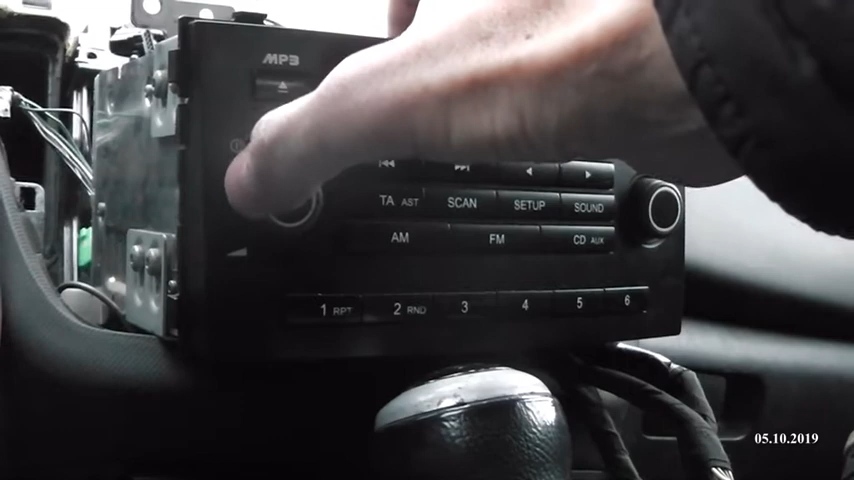 MP3
TA AST SCAN SETUP SOUND
AM FM CD AUX
1 RPT 2 RND 3 4 5 6
05.10.2019